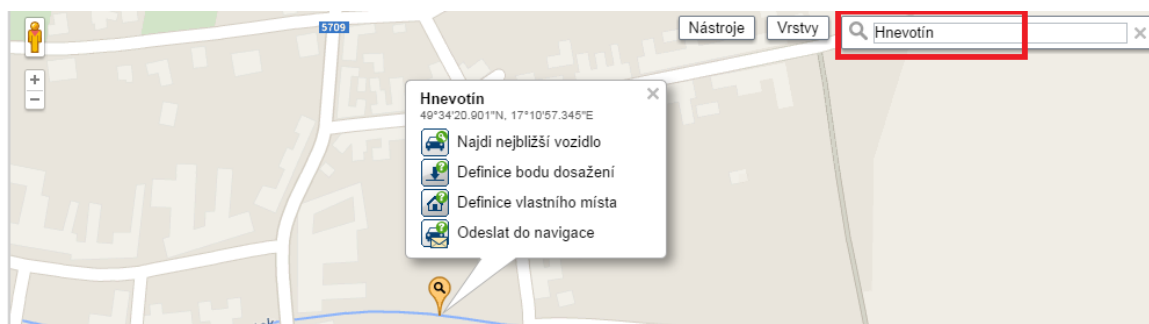 5709
Nástroje
Vrstvy
Hnevotín
Hnevotín
49°34'20.901"N, 17°10'57.345"E
Najdi nejbližší vozidlo
Definice bodu dosažení
Definice vlastního místa
Odeslat do navigace